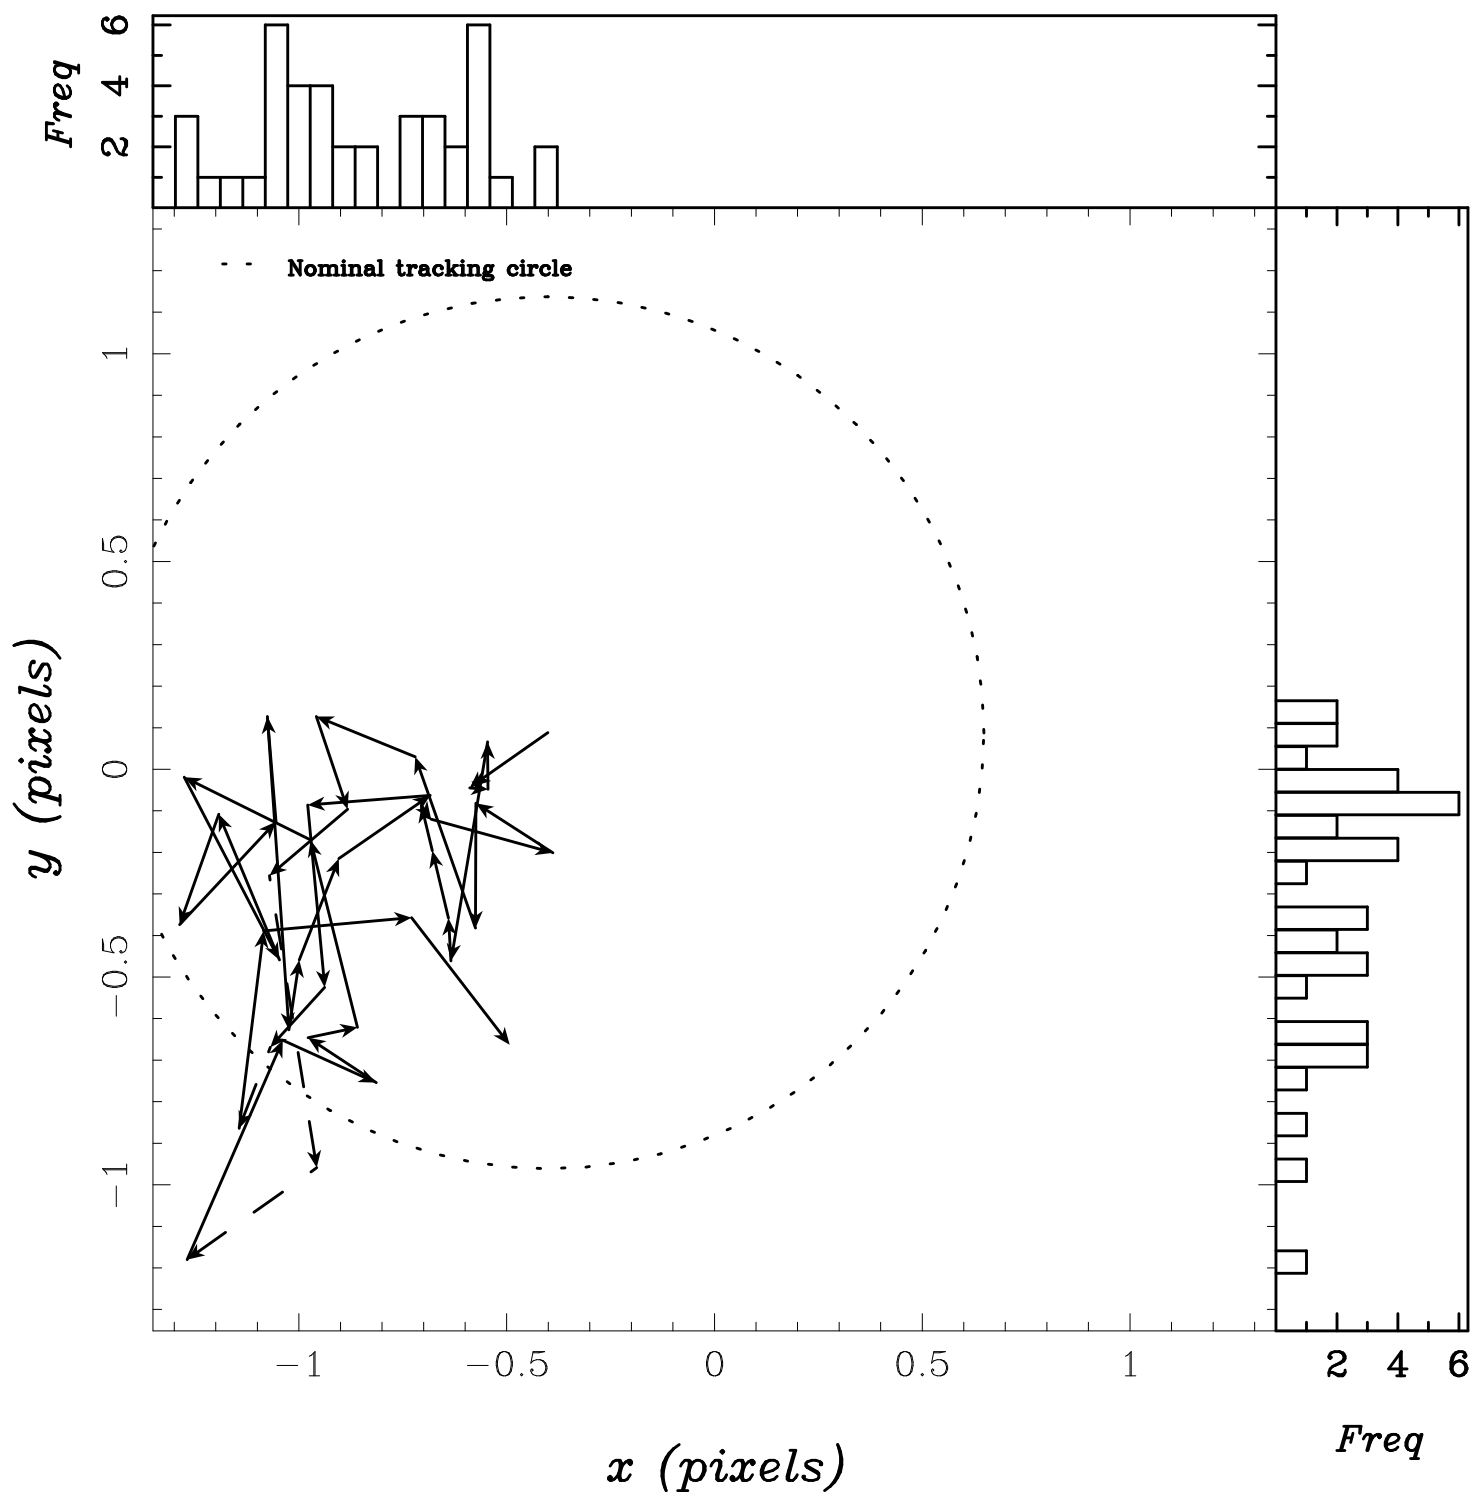 Freq
6
4
2
Nominal tracking circle
y (pixels)
1
0.5
0
−0.5
−1
−1 −0.5 0 0.5 1
x (pixels)
2 4 6
Freq